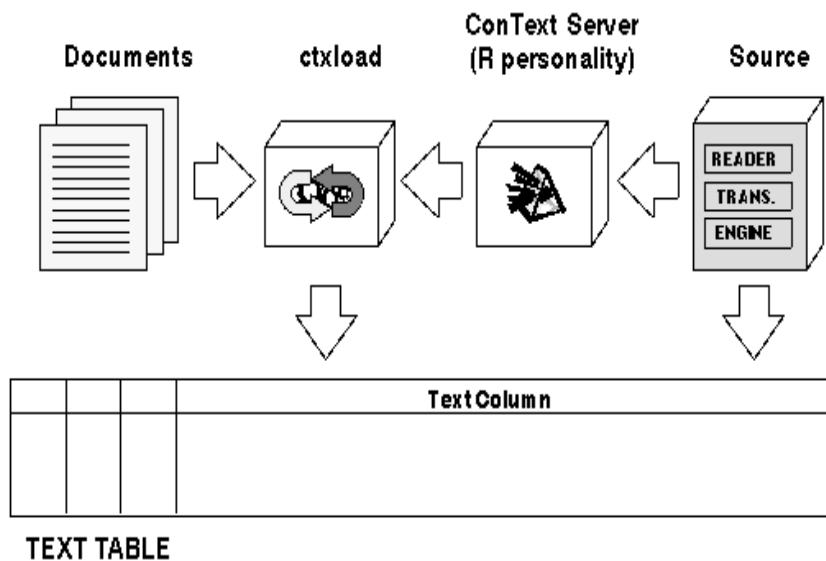 Documents
ctxload
ConText Server
(R personality)
Source
READER
TRANS.
ENGINE
Text Column
TEXT TABLE